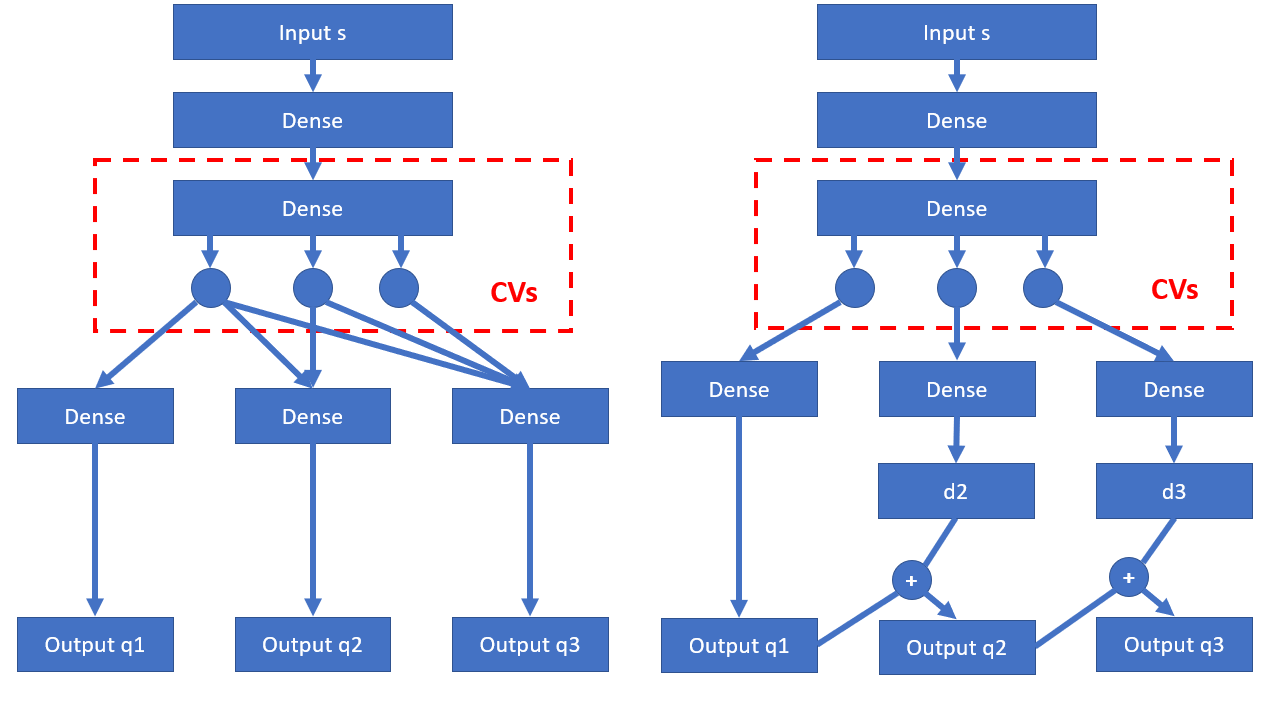 Input s
Dense
Dense
CVs
Dense
Dense
Dense
Output q1
Output q2
Output q3
Input s
Dense
Dense
CVs
Dense
Dense
Dense
d2
d3
+
+
Output q1
Output q2
Output q3